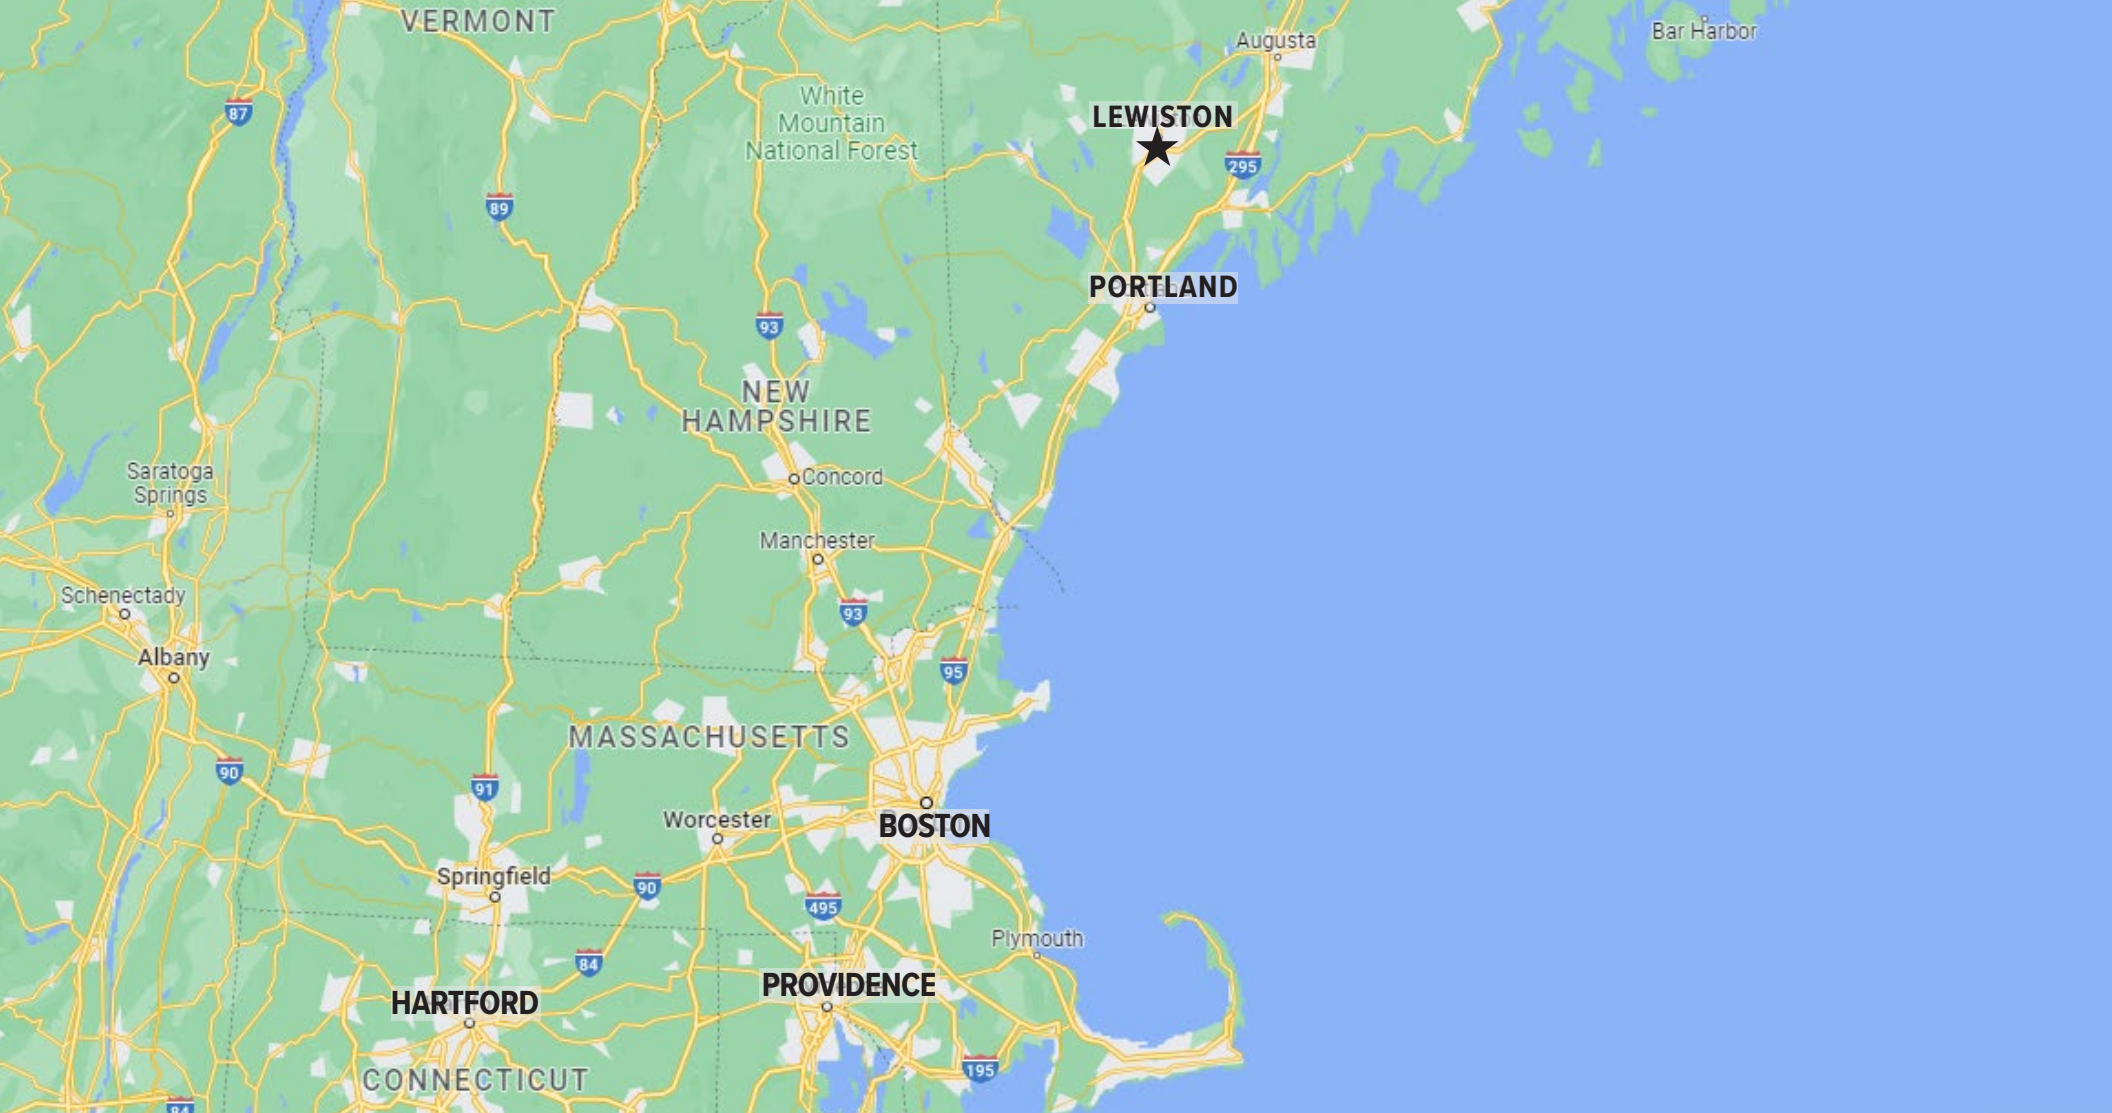 VERMONT
Bar Harbor
Augusta
87
White
Mountain
National Forest
LEWISTON
295
89
PORTLAND
93
NEW
HAMPSHIRE
Saratoga
Springs
Concord
Manchester
Schenectady
93
Albany
95
MASSACHUSETTS
90
91
Worcester
BOSTON
Springfield
90
495
Plymouth
84
PROVIDENCE
HARTFORD
195
CONNECTICUT
84